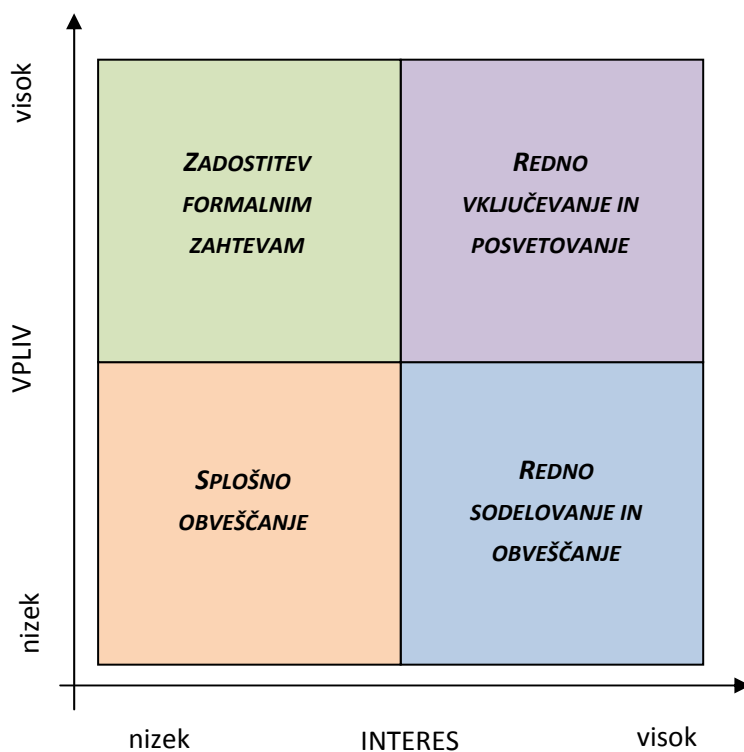 visok
ZADOSTITEV
FORMALNIM
ZAHTEVAM
REDNO
VKLJUČEVANJE IN
POSVETOVANJE
VPLIV
SPLOŠNO
OBVEŠČANJE
REDNO
SODELOVANJE IN
OBVEŠČANJE
nizek
nizek INTERES visok